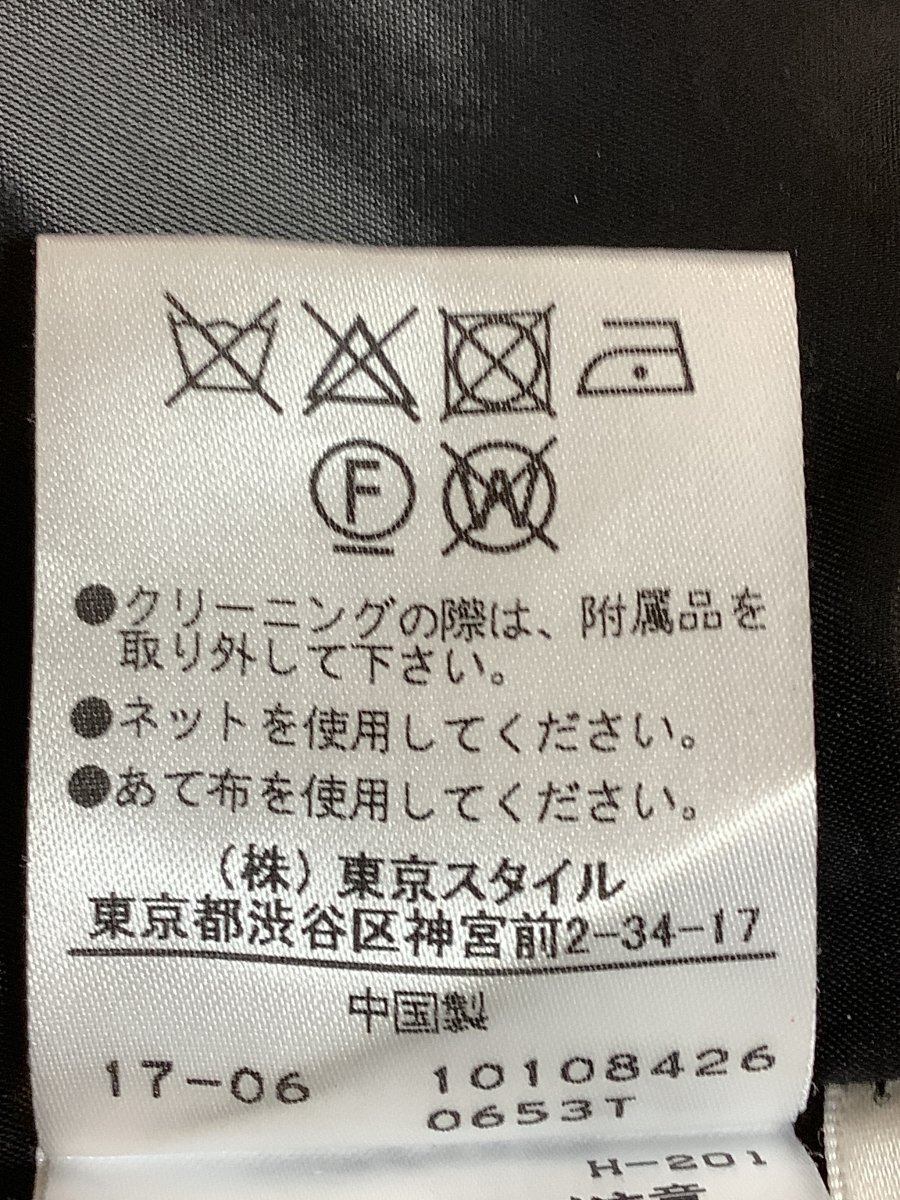 F
W
●クリーニングの際は、附属品を
取り外して下さい。
●ネットを使用してください。
●あて布を使用してください。
(株)東京スタイル
東京都渋谷区神宮前2-34-17
中国製
17-06 10108426
0653T
H-201
注意